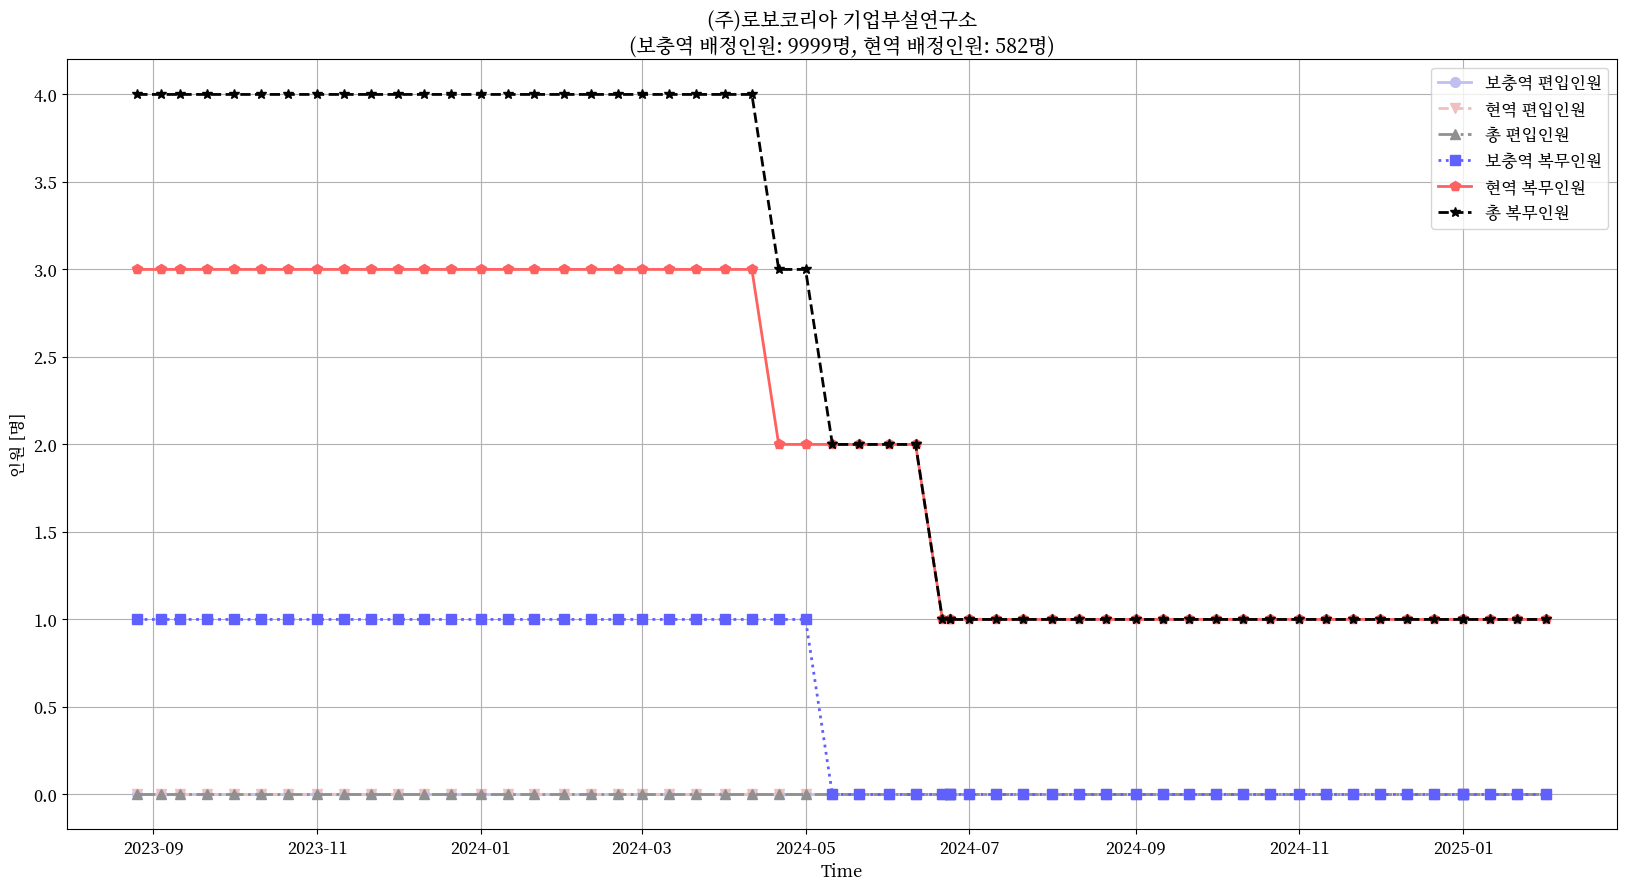 (주)로보코리아 기업부설연구소
(보충역 배정인원: 9999명, 현역 배정인원: 582명)
보충역 편입인원
현역 편입인원
총 편입인원
보충역 복무인원
현역 복무인원
총 복무인원
인원 [명]
4.0
3.5
3.0
2.5
2.0
1.5
1.0
0.5
0.0
2023-09 2023-11 2024-01 2024-03 2024-05 2024-07 2024-09 2024-11 2025-01
Time